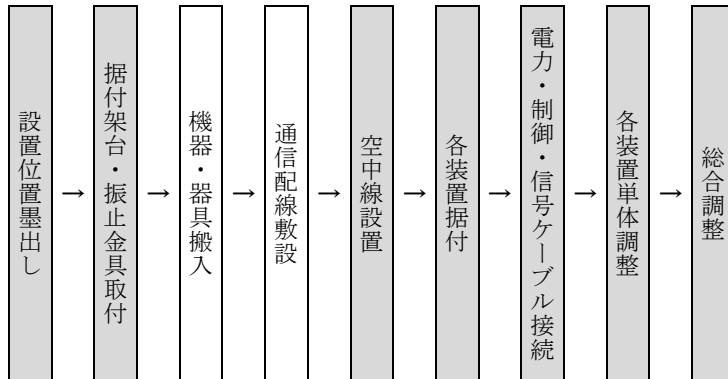 設置位置墨出し
→
据付架台・振止金具取付
→
機器・器具搬入
→
通信配線敷設
→
空中線設置
→
各装置据付
→
電力・制御・信号ケーブル接続
→
各装置単体調整
→
総合調整